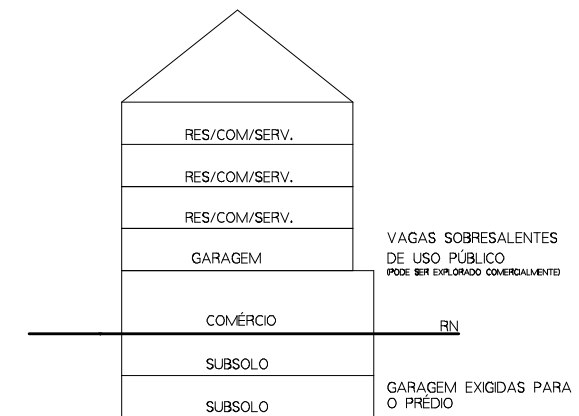 RES/COM/SERV.
RES/COM/SERV.
RES/COM/SERV.
GARAGEM
VAGAS SOBRESALENTES
DE USO PÚBLICO
(PODE SER EXPLORADO COMERCIALMENTE)
COMÉRCIO
RN
SUBSOLO
GARAGEM EXIGIDAS PARA
O PRÉDIO
SUBSOLO